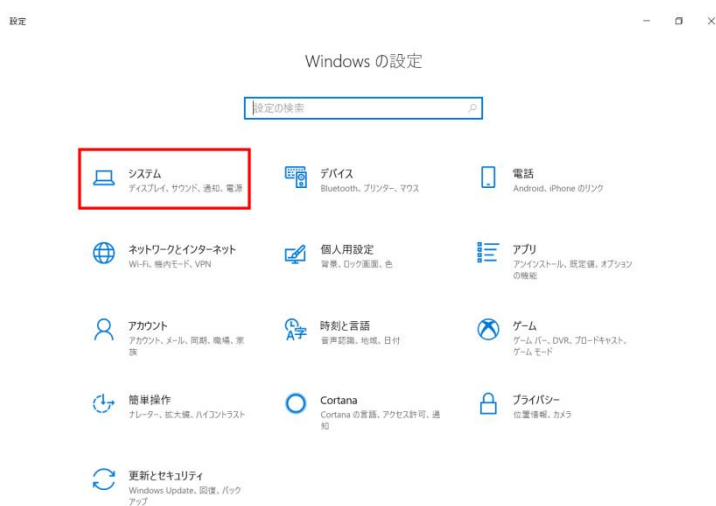 設定
Windows の設定
設定の検索
システム
ディスプレイ、サウンド、通知、電源
デバイス
Bluetooth、プリンター、マウス
電話
Android、iPhone のリンク
ネットワークとインターネット
Wi-Fi、機内モード、VPN
個人用設定
背景、ロック画面、色
アプリ
アンインストール、既定値、オプション
の機能
アカウント
アカウント、メール、同期、職場、家
族
時刻と言語
音声認識、地域、日付
ゲーム
ゲーム バー、DVR、ブロードキャスト、
ゲーム モード
簡単操作
ナレーター、拡大鏡、ハイコントラスト
Cortana
Cortana の言語、アクセス許可、通
知
プライバシー
位置情報、カメラ
更新とセキュリティ
Windows Update、回復、バック
アップ